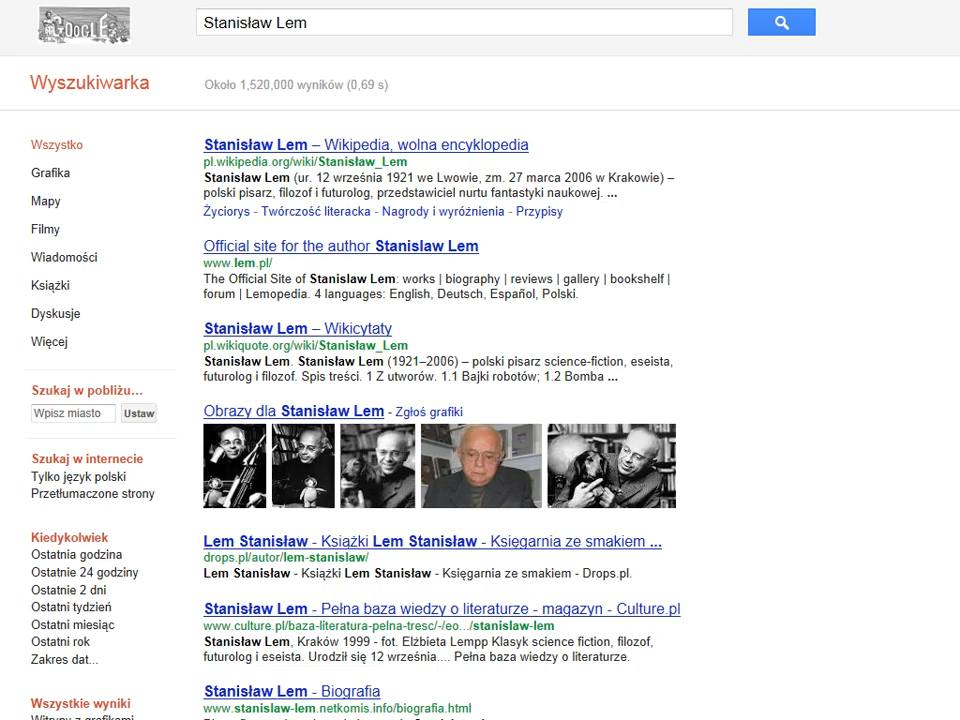 GOOGLE
Stanisław Lem
Wyszukiwarka
Około 1,520,000 wyników (0,69 s)
Wszystko
Grafika
Mapy
Filmy
Wiadomości
Książki
Dyskusje
Więcej
Szukaj w pobliżu...
Wpisz miasto Ustaw
Szukaj w internecie
Tylko język polski
Przetłumaczone strony
Kiedykolwiek
Ostatnia godzina
Ostatnie 24 godziny
Ostatnie 2 dni
Ostatni tydzień
Ostatni miesiąc
Ostatni rok
Zakres dat...
Wszystkie wyniki
Witryny z grafikami
Stanisław Lem – Wikipedia, wolna encyklopedia
pl.wikipedia.org/wiki/Stanisław_Lem
Stanisław Lem (ur. 12 września 1921 we Lwowie, zm. 27 marca 2006 w Krakowie) –
polski pisarz, filozof i futurolog, przedstawiciel nurtu fantastyki naukowej. ...
Życiorys - Twórczość literacka - Nagrody i wyróżnienia - Przypisy
Official site for the author Stanislaw Lem
www.lem.pl/
The Official Site of Stanislaw Lem: works | biography | reviews | gallery | bookshelf |
forum | Lemopedia. 4 languages: English, Deutsch, Español, Polski.
Stanisław Lem – Wikicytaty
pl.wikiquote.org/wiki/Stanisław_Lem
Stanisław Lem. Stanisław Lem (1921–2006) – polski pisarz science-fiction, eseista,
futurolog i filozof. Spis treści. 1 Z utworów. 1.1 Bajki robotów; 1.2 Bomba ...
Obrazy dla Stanisław Lem - Zgłoś grafiki
Lem Stanisław - Książki Lem Stanisław - Księgarnia ze smakiem ...
drops.pl/autor/lem-stanislaw/
Lem Stanisław - Książki Lem Stanisław - Księgarnia ze smakiem - Drops.pl.
Stanisław Lem - Pełna baza wiedzy o literaturze - magazyn - Culture.pl
www.culture.pl/baza-literatura-pelna-tresc/-/eo.../stanislaw-lem
Stanisław Lem, Kraków 1999 - fot. Elżbieta Lempp Klasyk science fiction, filozof,
futurolog i eseista. Urodził się 12 września.... Pełna baza wiedzy o literaturze.
Stanisław Lem - Biografia
www.stanislaw-lem.netkomis.info/biografia.html